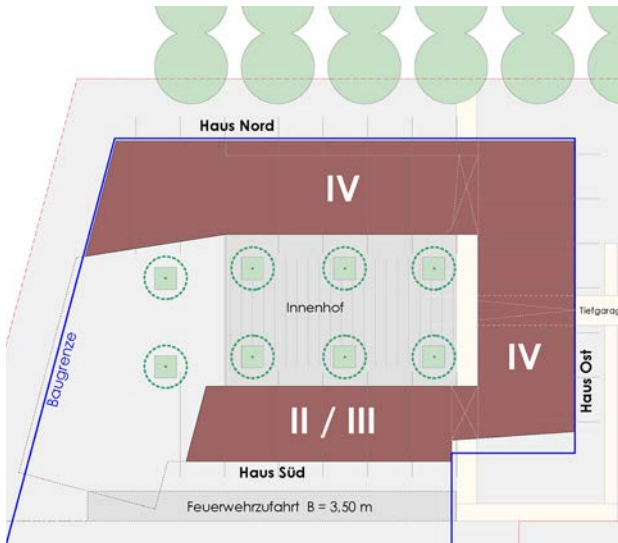 Haus Nord
IV
Innenhof
Tiefgarag
Baugrenze
IV
Haus Ost
II / III
Haus Süd
Feuerwehrzufahrt B = 3,50 m